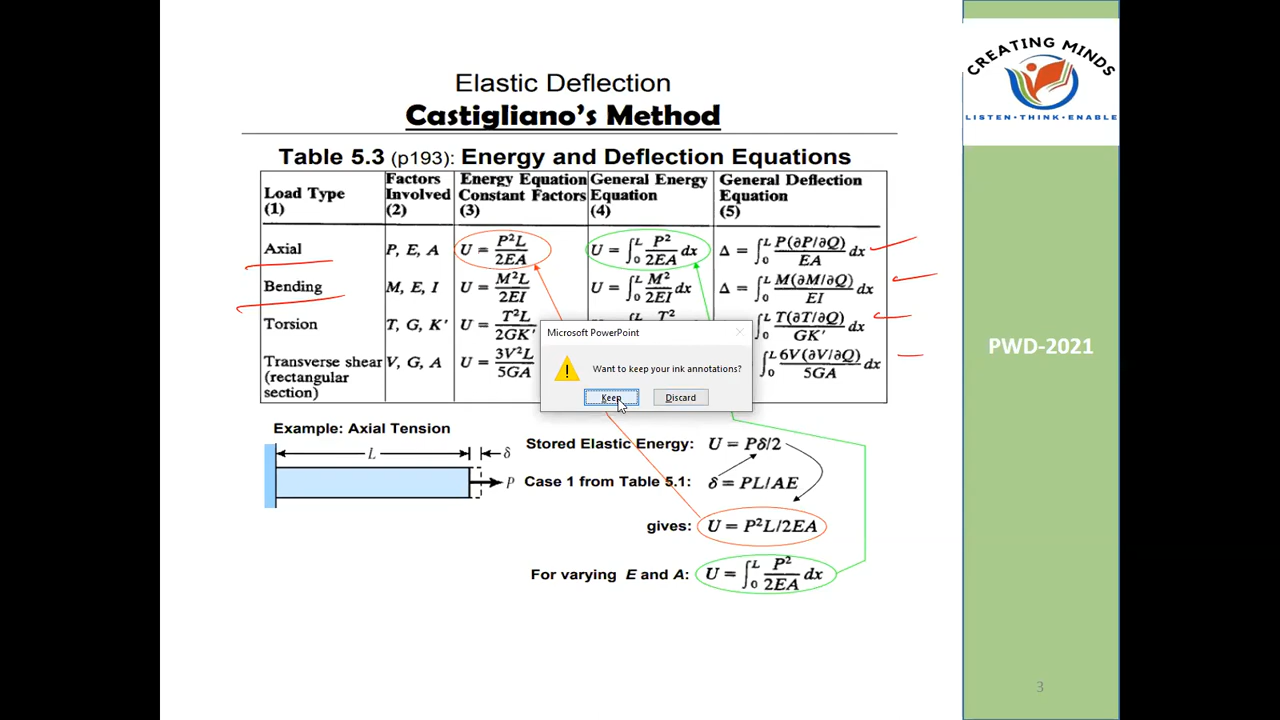 CREATING MINDS
LISTEN·THINK·ENABLE
Elastic Deflection
Castigliano's Method
Table 5.3 (p193): Energy and Deflection Equations
Load Type (1) | Factors Involved (2) | Energy Equation Constant Factors (3) | General Energy Equation (4) | General Deflection Equation (5)
Axial | P, E, A | U = P²L/2EA | U = ∫₀ᴸ P²/2EA dx | Δ = ∫₀ᴸ P(∂P/∂Q)/EA dx
Bending | M, E, I | U = M²L/2EI | U = ∫₀ᴸ M²/2EI dx | Δ = ∫₀ᴸ M(∂M/∂Q)/EI dx
Torsion | T, G, K' | U = T²L/2GK' | T² | ∫₀ᴸ T(∂T/∂Q)/GK' dx
Transverse shear (rectangular section) | V, G, A | U = 3V²L/5GA | ∫₀ᴸ 6V(∂V/∂Q)/5GA dx
Microsoft PowerPoint
Want to keep your ink annotations?
Keep Discard
PWD-2021
Example: Axial Tension
L δ P
Stored Elastic Energy: U = Pδ/2
Case 1 from Table 5.1: δ = PL/AE
gives: U = P²L/2EA
For varying E and A: U = ∫₀ᴸ P²/2EA dx
3